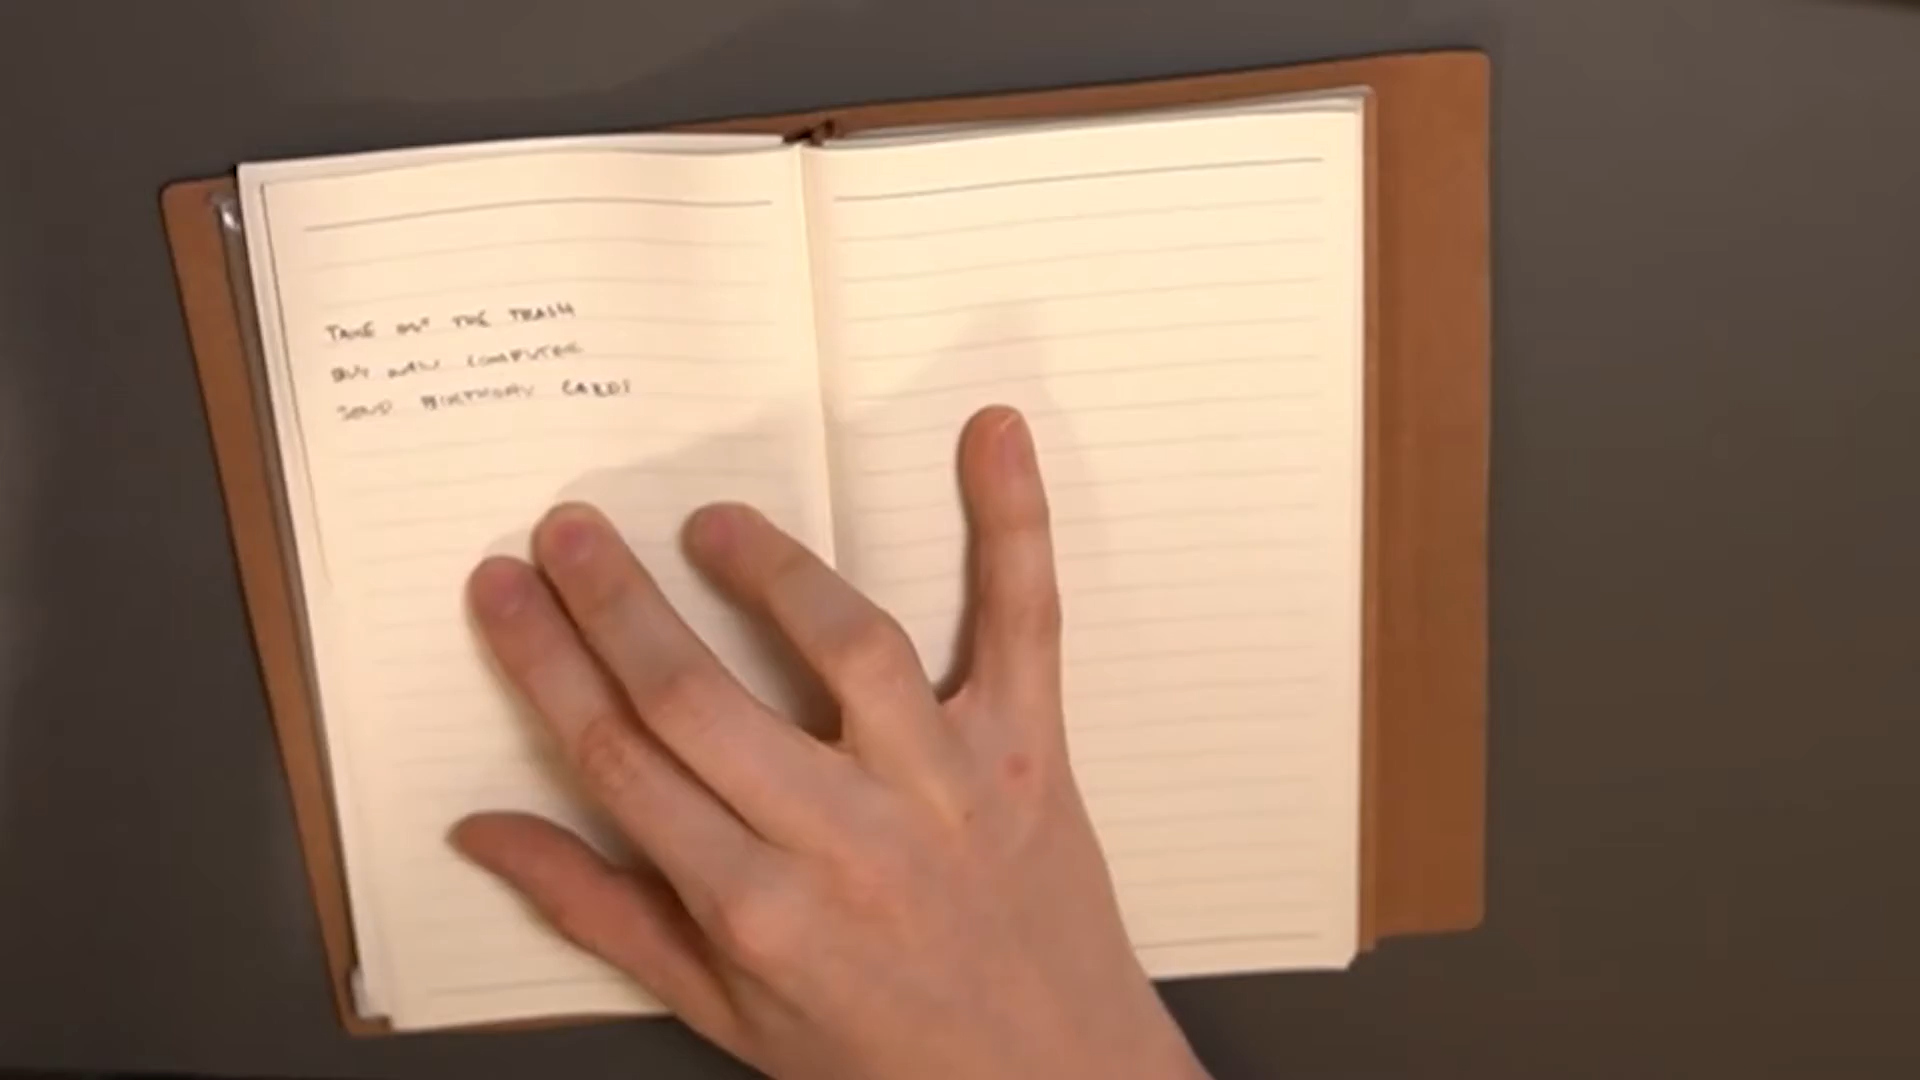 TAKE OUT THE TRASH
BUY NEW COMPUTER
SEND BIRTHDAY CARDS